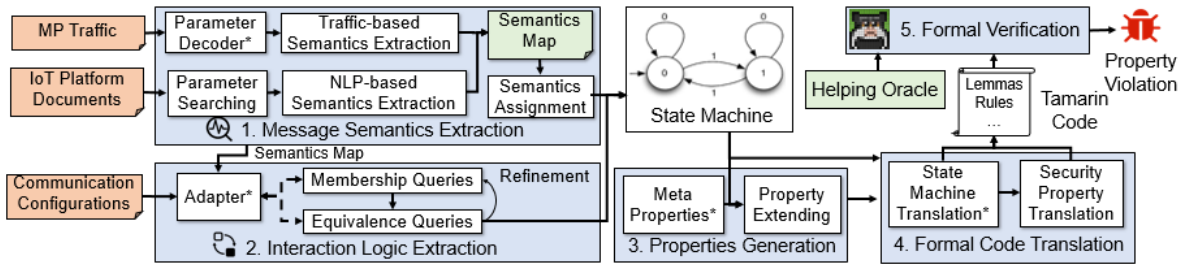 MP Traffic
Parameter
Decoder*
Traffic-based
Semantics Extraction
Semantics
Map
IoT Platform
Documents
Parameter
Searching
NLP-based
Semantics Extraction
Semantics
Assignment
1. Message Semantics Extraction
Semantics Map
Communication
Configurations
Adapter*
Membership Queries
Equivalence Queries
Refinement
2. Interaction Logic Extraction
0
0
0
1
1
1
State Machine
Meta
Properties*
Property
Extending
3. Properties Generation
5. Formal Verification
Helping Oracle
Property
Violation
Lemmas
Rules
...
Tamarin
Code
State
Machine
Translation*
Security
Property
Translation
4. Formal Code Translation